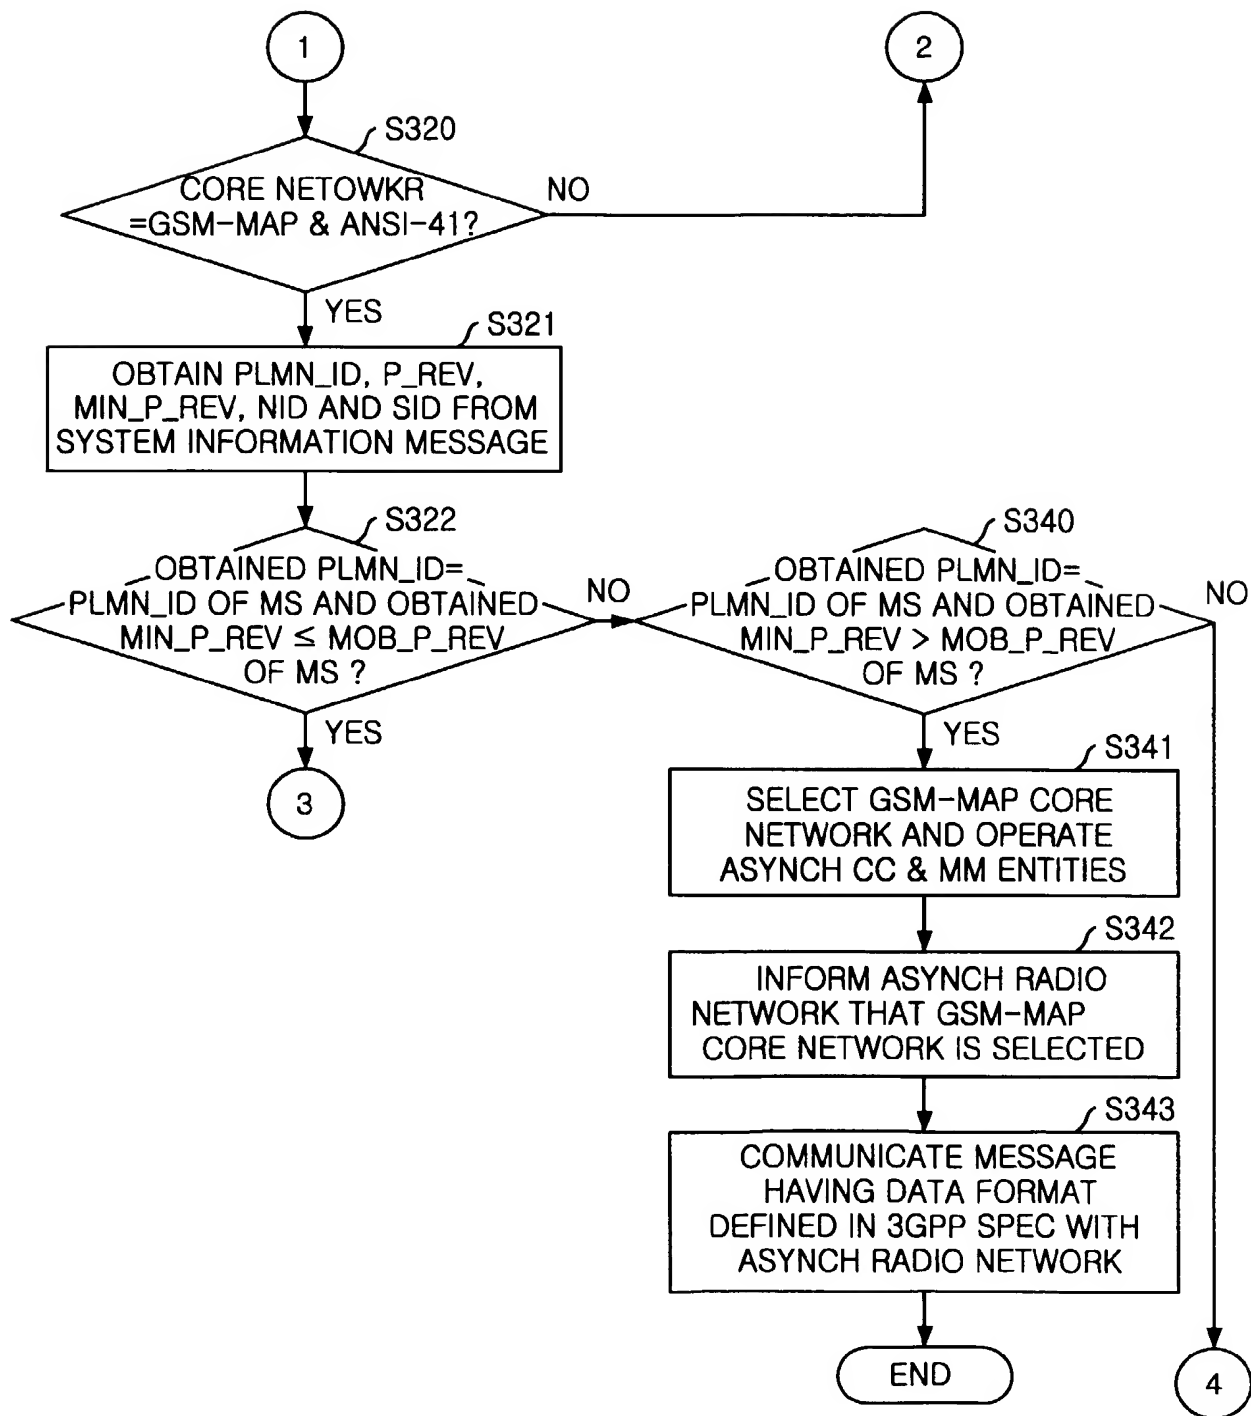 1
2
S320
CORE NETOWKR
=GSM-MAP & ANSI-41?
NO
YES
S321
OBTAIN PLMN_ID, P_REV,
MIN_P_REV, NID AND SID FROM
SYSTEM INFORMATION MESSAGE
S322
OBTAINED PLMN_ID=
PLMN_ID OF MS AND OBTAINED
MIN_P_REV ≤ MOB_P_REV
OF MS ?
NO
YES
3
S340
OBTAINED PLMN_ID=
PLMN_ID OF MS AND OBTAINED
MIN_P_REV > MOB_P_REV
OF MS ?
NO
YES
S341
SELECT GSM-MAP CORE
NETWORK AND OPERATE
ASYNCH CC & MM ENTITIES
S342
INFORM ASYNCH RADIO
NETWORK THAT GSM-MAP
CORE NETWORK IS SELECTED
S343
COMMUNICATE MESSAGE
HAVING DATA FORMAT
DEFINED IN 3GPP SPEC WITH
ASYNCH RADIO NETWORK
END
4